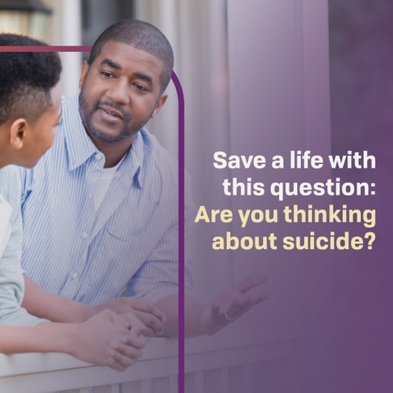 Save a life with
this question:
Are you thinking
about suicide?